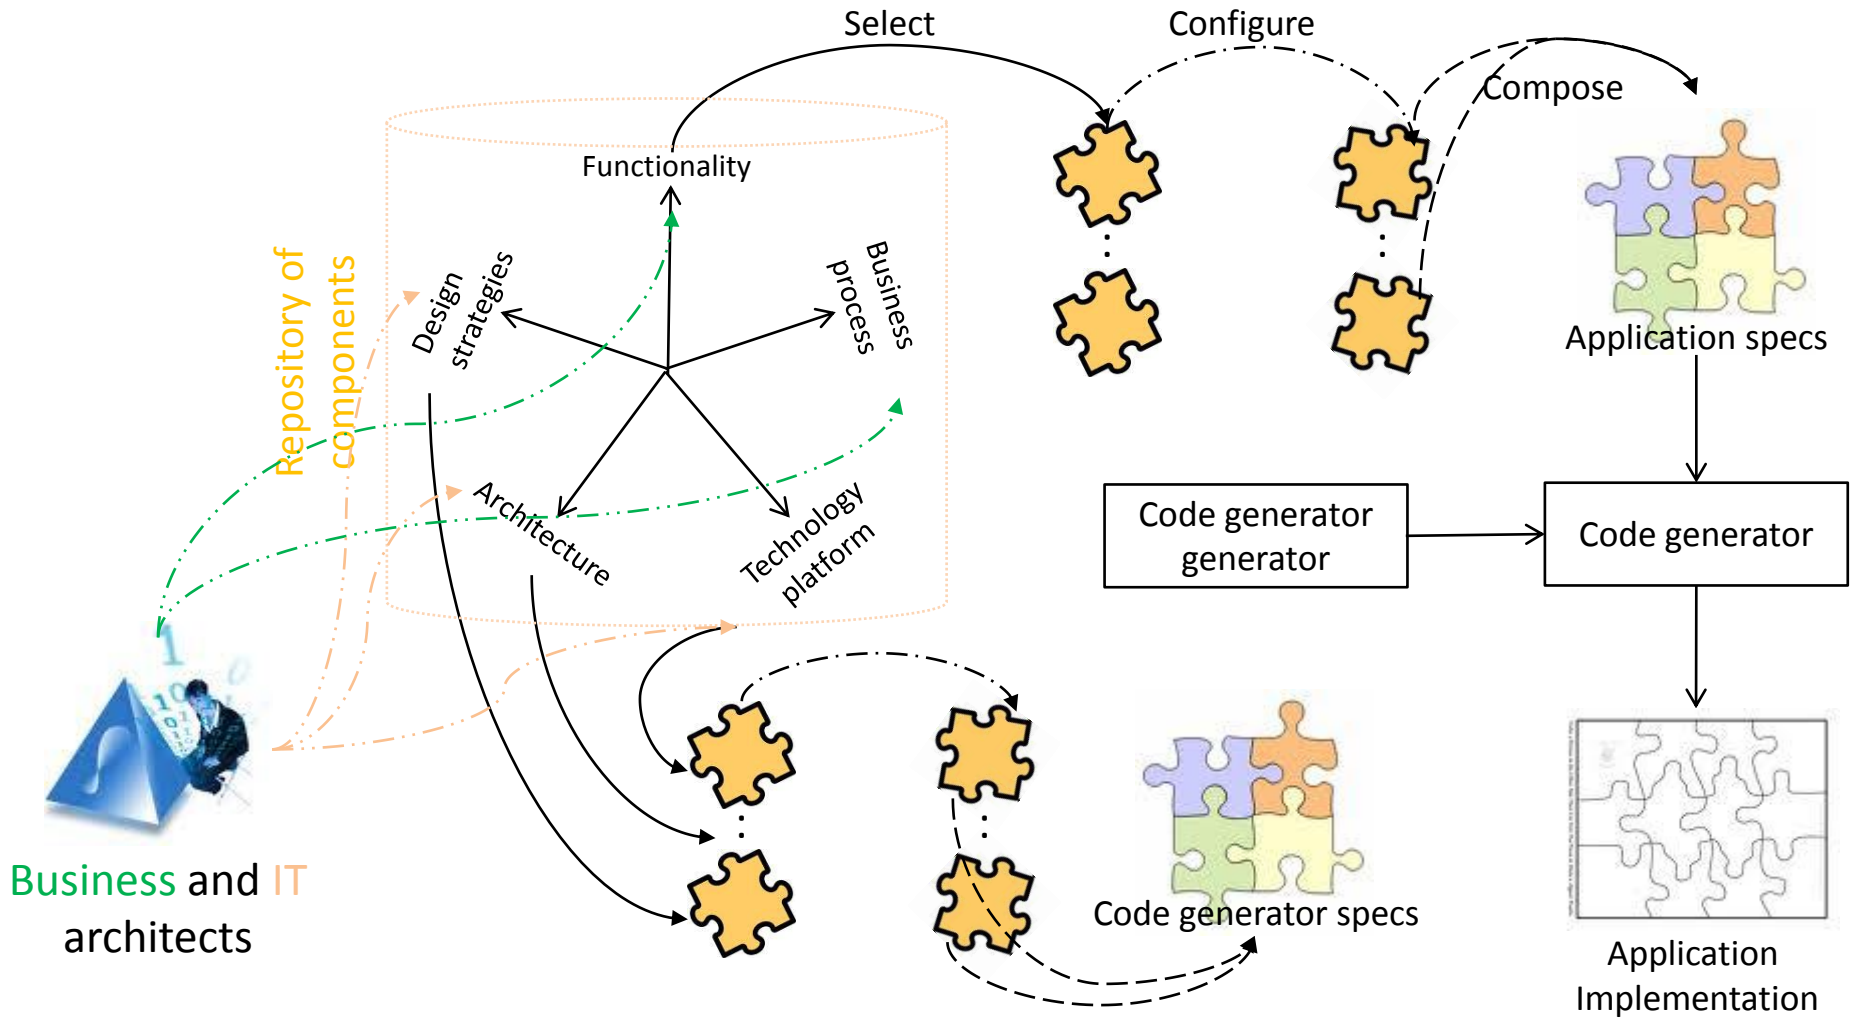 Select
Configure
Compose
Functionality
Repository of
components
Design
strategies
Business
process
Application specs
Architecture
Technology
platform
Code generator
generator
Code generator
Business and IT
architects
Code generator specs
Application
Implementation